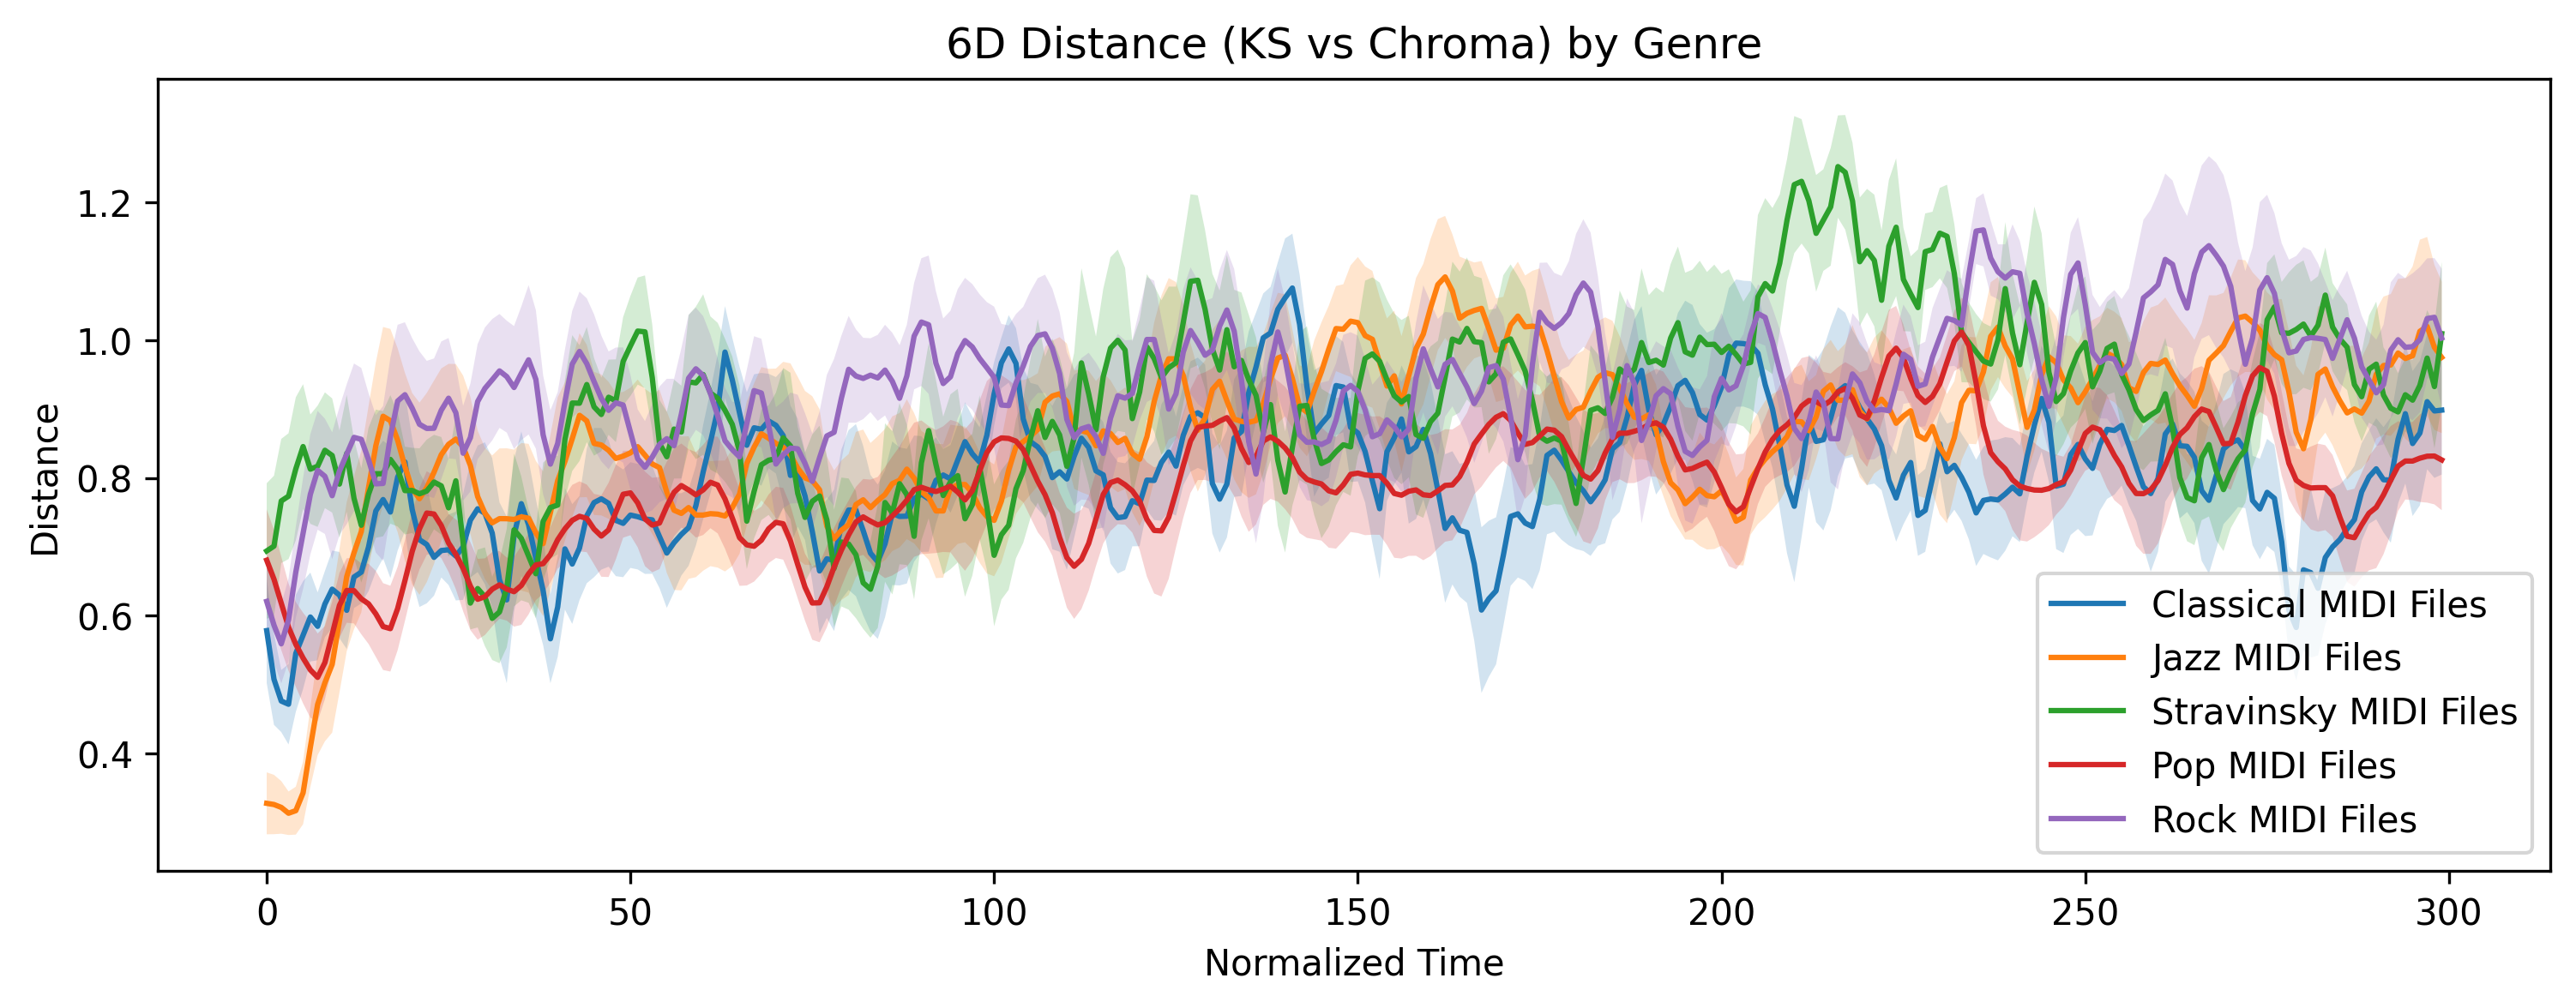 6D Distance (KS vs Chroma) by Genre
Distance
1.2
1.0
0.8
0.6
0.4
0 50 100 150 200 250 300
Normalized Time
Classical MIDI Files
Jazz MIDI Files
Stravinsky MIDI Files
Pop MIDI Files
Rock MIDI Files